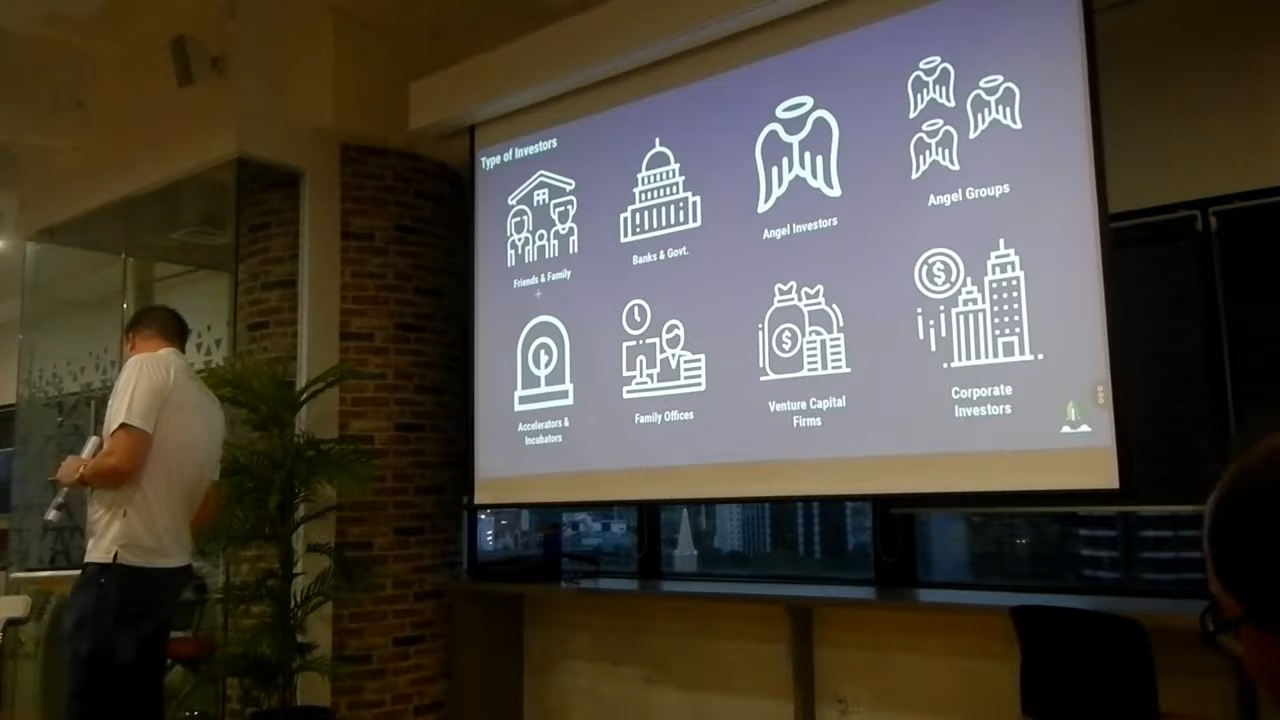 Type of Investors
Friends & Family
Banks & Govt.
Angel Investors
Angel Groups
Accelerators &
Incubators
Family Offices
Venture Capital
Firms
Corporate
Investors